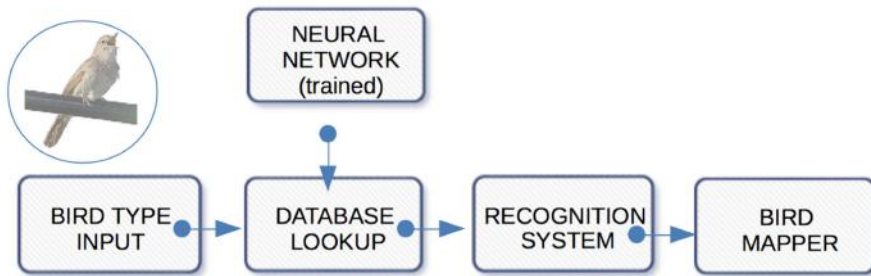 NEURAL
NETWORK
(trained)
BIRD TYPE
INPUT
DATABASE
LOOKUP
RECOGNITION
SYSTEM
BIRD
MAPPER